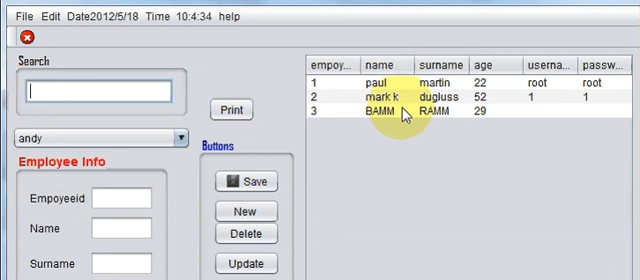 File Edit Date2012/5/18 Time 10:4:34 help
Search
Print
andy
Employee Info
Empoyeeid
Name
Surname
Buttons
Save
New
Delete
Update
empoy... name surname age userna... passw...
1 paul martin 22 root root
2 mark k dugluss 52 1 1
3 BAMM RAMM 29